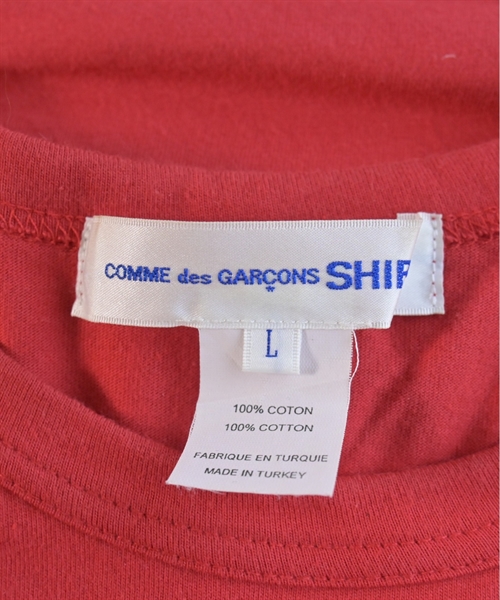 COMME des GARÇONS SHIR
L
100% COTON
100% COTTON
FABRIQUE EN TURQUIE
MADE IN TURKEY